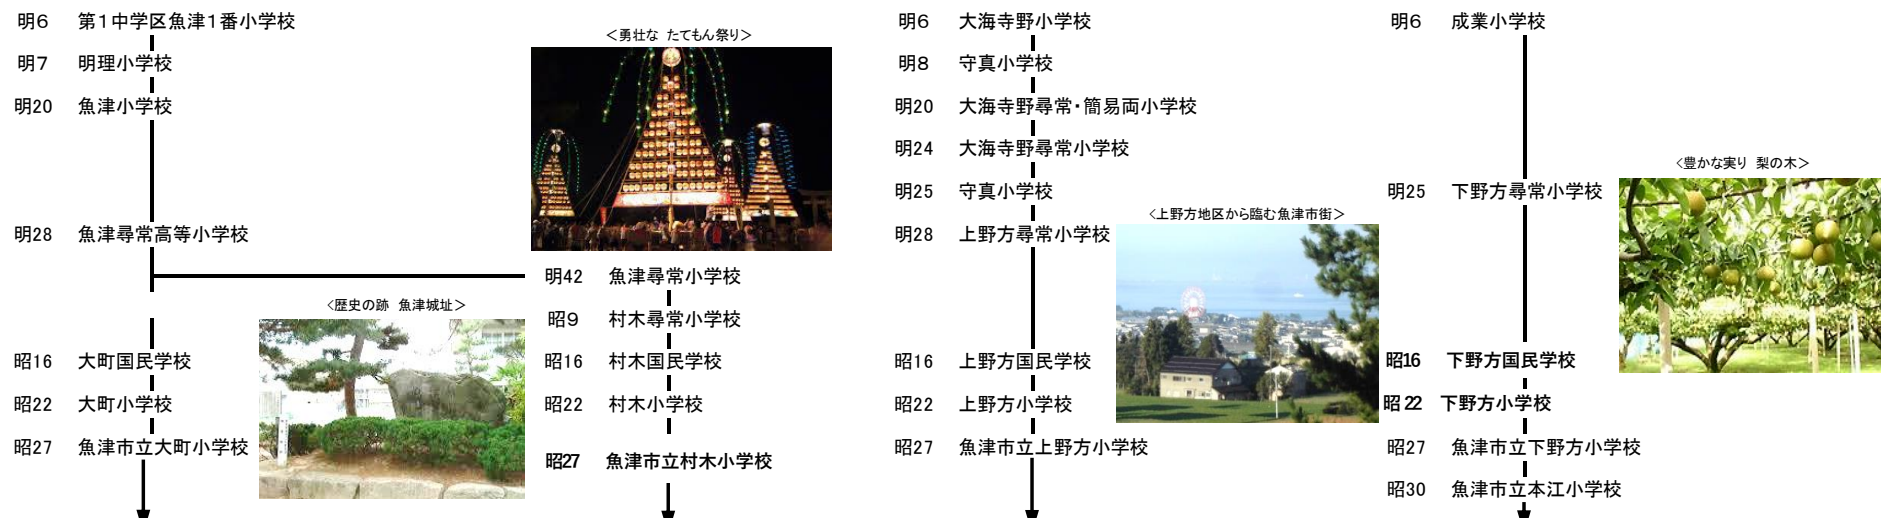 明6 第1中学区魚津1番小学校
明7 明理小学校
明20 魚津小学校
明28 魚津尋常高等小学校
<歴史の跡 魚津城址>
昭16 大町国民学校
昭22 大町小学校
昭27 魚津市立大町小学校
<勇壮な たてもん祭り>
明42 魚津尋常小学校
昭9 村木尋常小学校
昭16 村木国民学校
昭22 村木小学校
昭27 魚津市立村木小学校
明6 大海寺野小学校
明8 守真小学校
明20 大海寺野尋常・簡易両小学校
明24 大海寺野尋常小学校
明25 守真小学校
明28 上野方尋常小学校
<上野方地区から臨む魚津市街>
昭16 上野方国民学校
昭22 上野方小学校
昭27 魚津市立上野方小学校
明6 成業小学校
<豊かな実り 梨の木>
明25 下野方尋常小学校
昭16 下野方国民学校
昭22 下野方小学校
昭27 魚津市立下野方小学校
昭30 魚津市立本江小学校